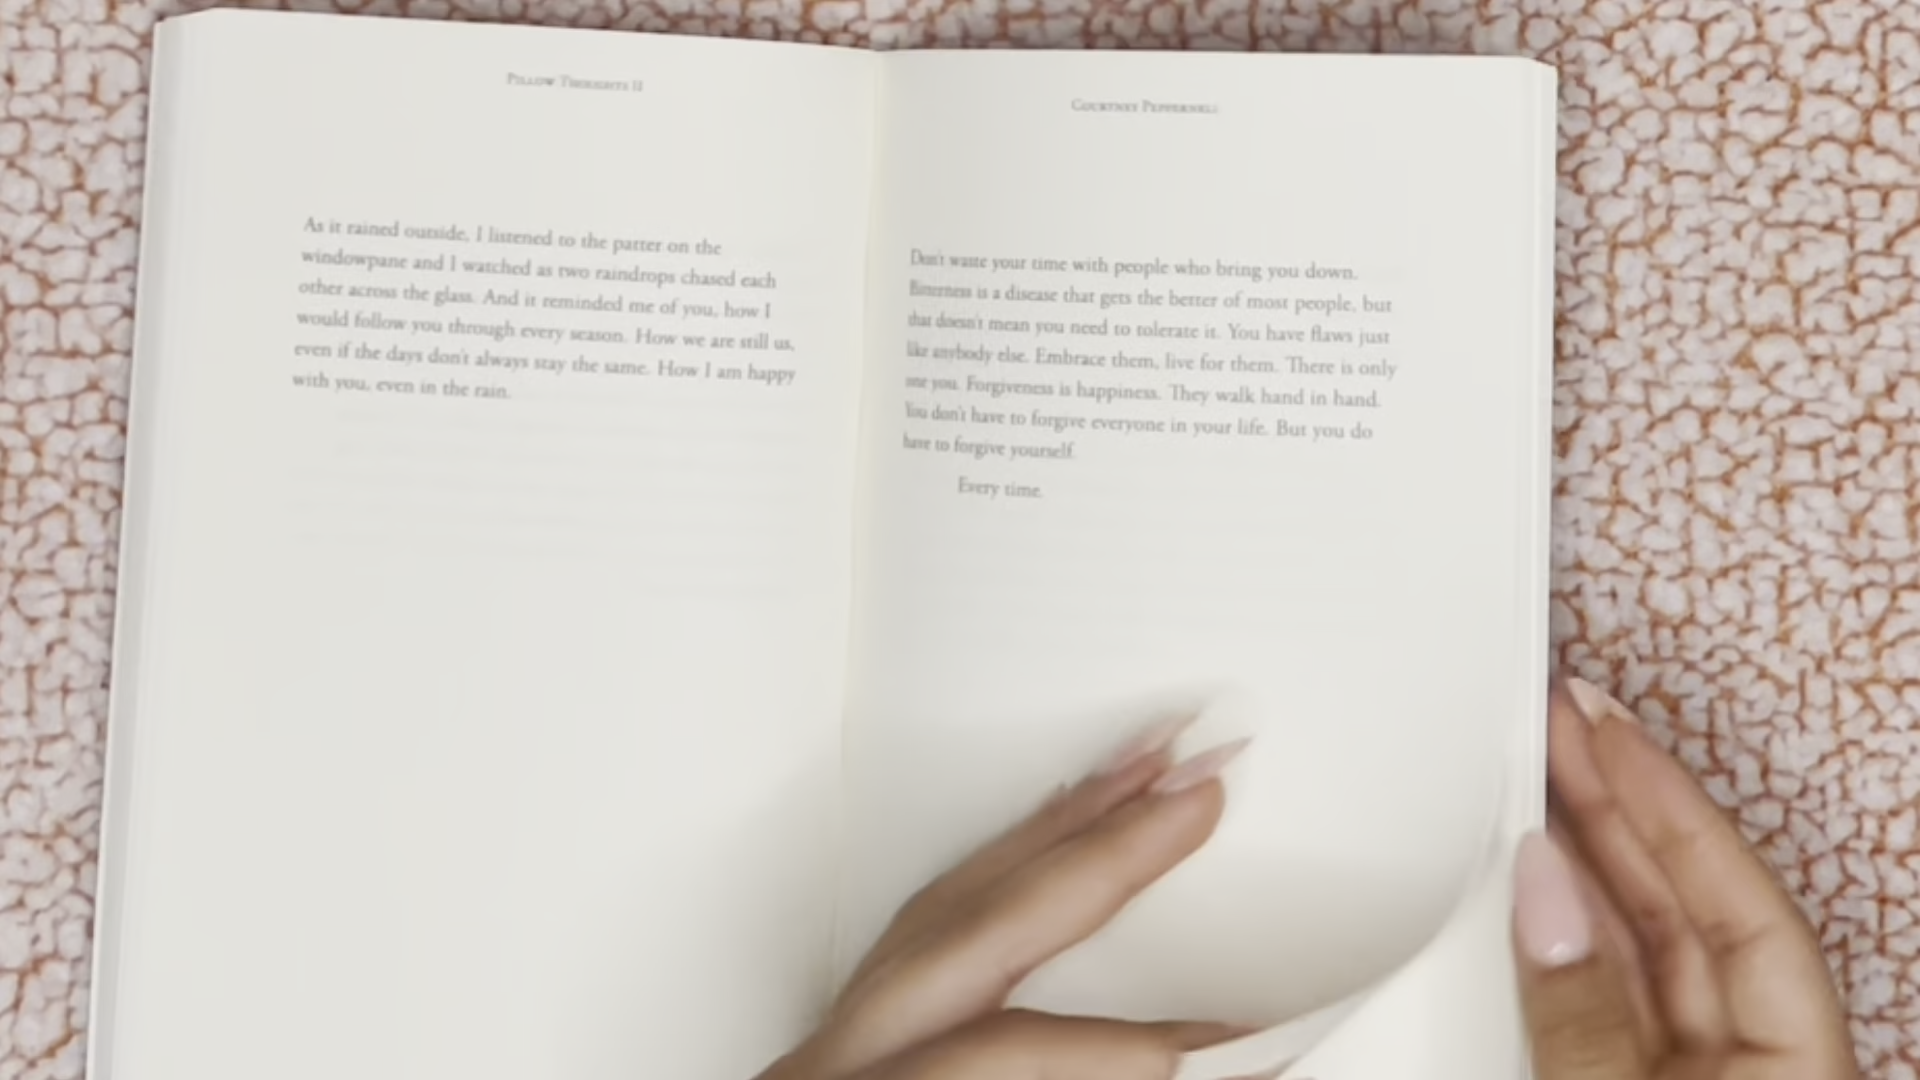 PILLOW THOUGHTS II
As it rained outside, I listened to the patter on the
windowpane and I watched as two raindrops chased each
other across the glass. And it reminded me of you, how I
would follow you through every season. How we are still us,
even if the days don't always stay the same. How I am happy
with you, even in the rain.
COURTNEY PEPPERNELL
Don't waste your time with people who bring you down.
Bitterness is a disease that gets the better of most people, but
that doesn't mean you need to tolerate it. You have flaws just
like anybody else. Embrace them, live for them. There is only
one you. Forgiveness is happiness. They walk hand in hand.
You don't have to forgive everyone in your life. But you do
have to forgive yourself.
Every time.